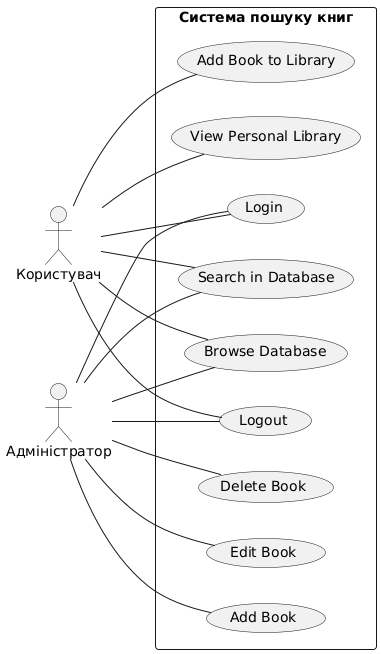 Система пошуку книг
Add Book to Library
View Personal Library
Login
Користувач
Search in Database
Browse Database
Logout
Адміністратор
Delete Book
Edit Book
Add Book